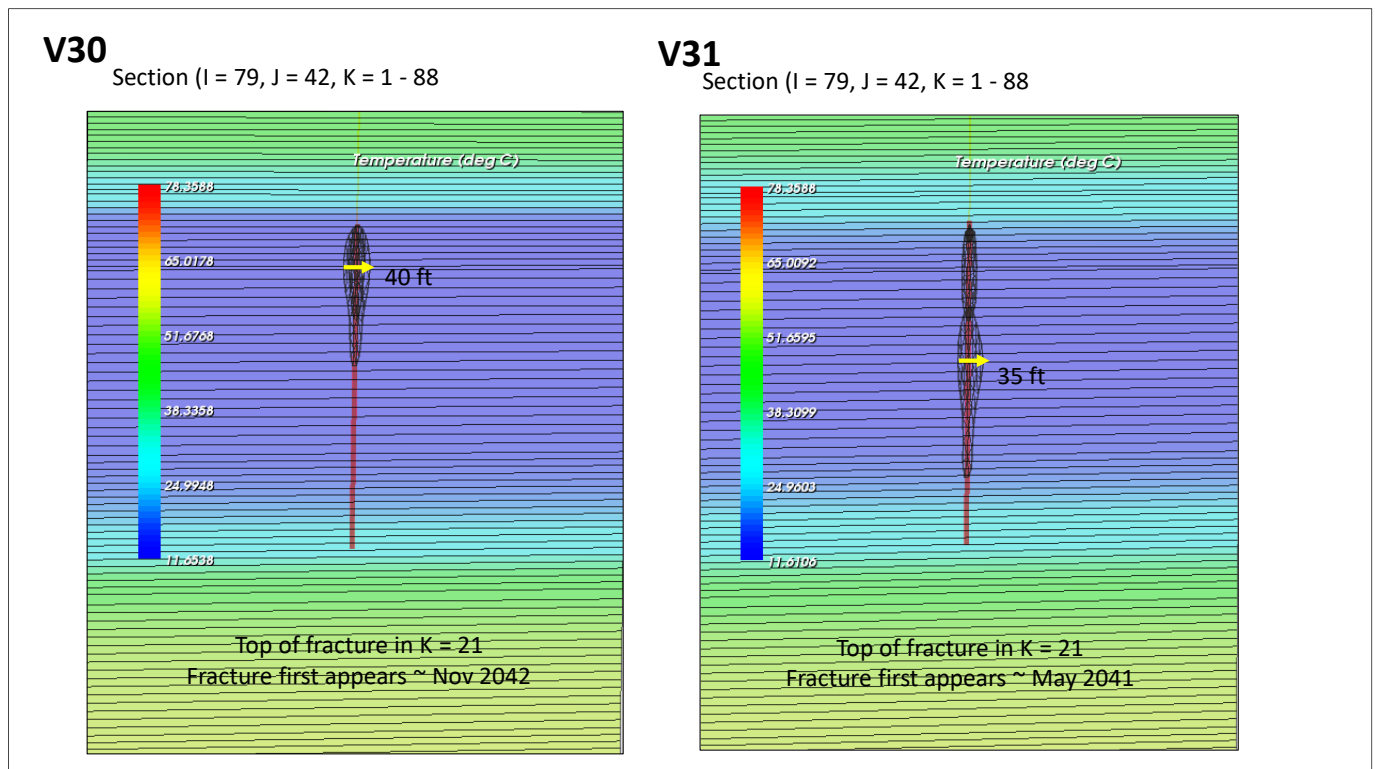 V30
Section (I = 79, J = 42, K = 1 - 88
Temperature (deg C)
78.3588
65.0178
40 ft
51.6768
38.3358
24.9948
11.6538
Top of fracture in K = 21
Fracture first appears ~ Nov 2042
V31
Section (I = 79, J = 42, K = 1 - 88
Temperature (deg C)
78.3588
65.0092
51.6595
35 ft
38.3099
24.9603
11.6106
Top of fracture in K = 21
Fracture first appears ~ May 2041